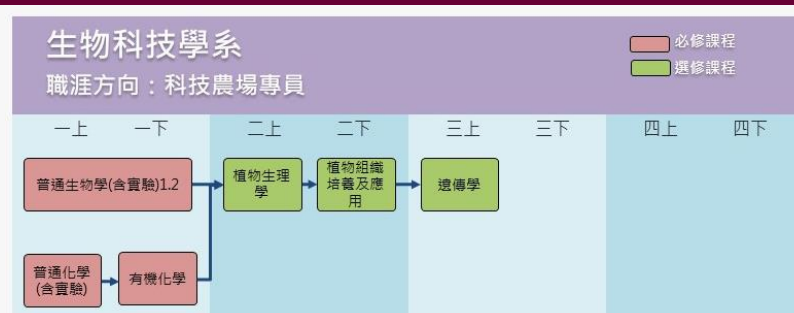 生物科技學系
職涯方向：科技農場專員
必修課程
選修課程
一上 一下 二上 二下 三上 三下 四上 四下
普通生物學(含實驗)1.2
植物生理
學
植物組織
培養及應
用
遺傳學
普通化學
(含實驗)
有機化學